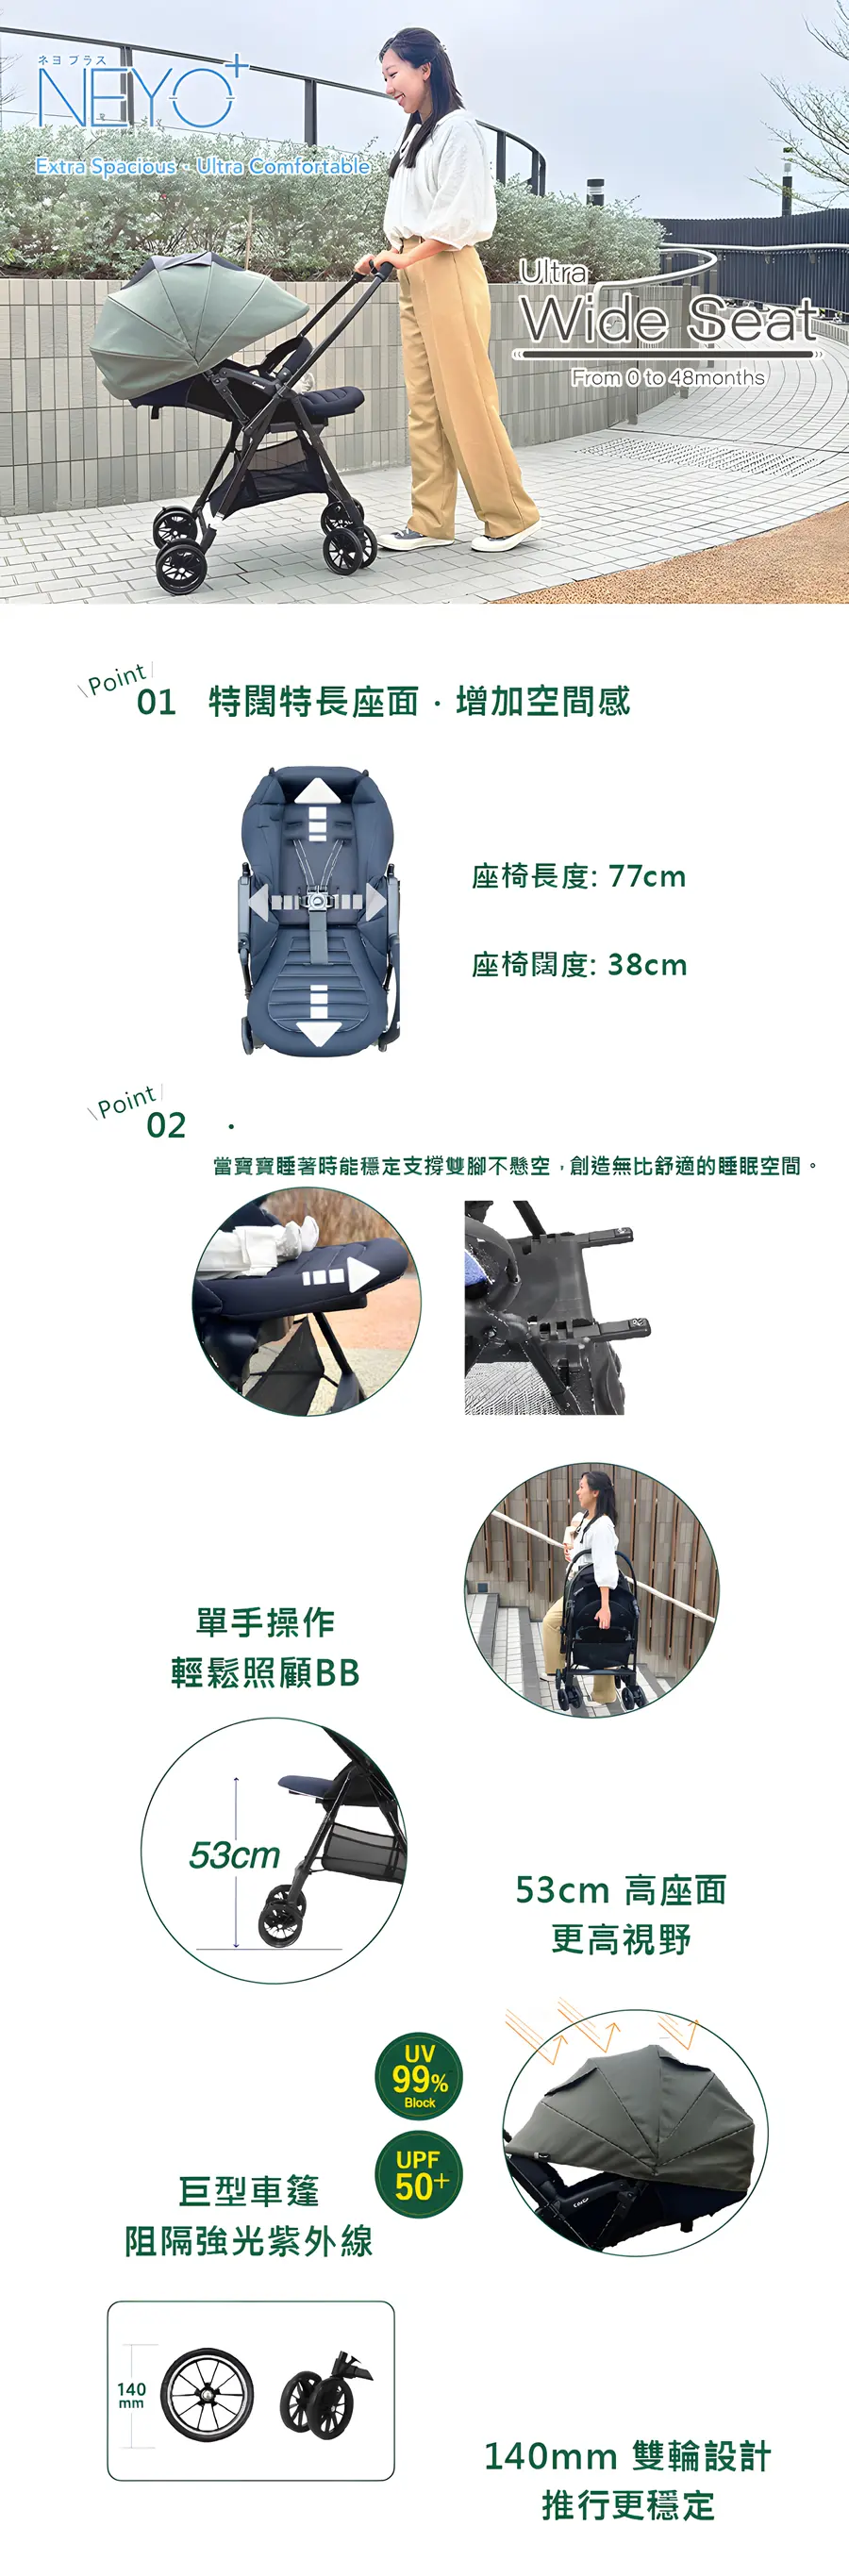 ネヨ プラス
NEYO+
Extra Spacious · Ultra Comfortable
Ultra
Wide Seat
From 0 to 48months
Point
01 特闊特長座面．增加空間感
座椅長度: 77cm
座椅闊度: 38cm
Point
02 ．
當寶寶睡著時能穩定支撐雙腳不懸空，創造無比舒適的睡眠空間。
單手操作
輕鬆照顧BB
53cm
53cm 高座面
更高視野
UV
99%
Block
UPF
50+
巨型車篷
阻隔強光紫外線
140
mm
140mm 雙輪設計
推行更穩定